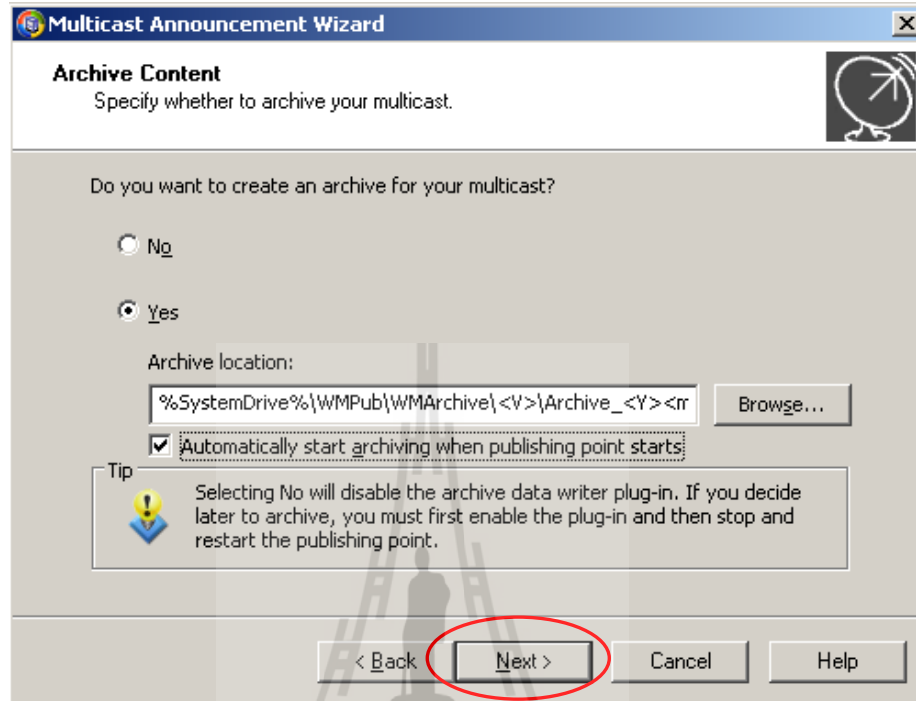 Multicast Announcement Wizard
Archive Content
Specify whether to archive your multicast.
Do you want to create an archive for your multicast?
No
Yes
Archive location:
%SystemDrive%\WMPub\WMArchive\<V>\Archive_<Y><m
Browse...
Automatically start archiving when publishing point starts
Tip
Selecting No will disable the archive data writer plug-in. If you decide
later to archive, you must first enable the plug-in and then stop and
restart the publishing point.
< Back Next > Cancel Help